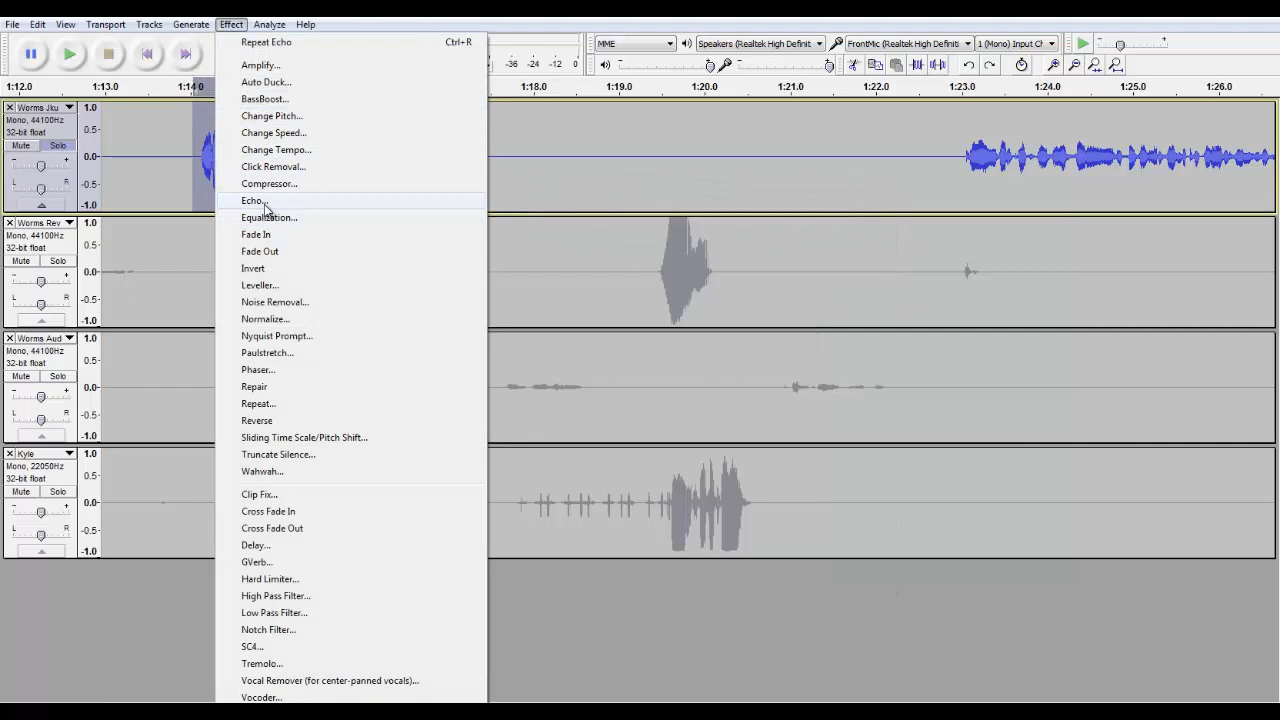 File Edit View Transport Tracks Generate Effect Analyze Help
Repeat Echo Ctrl+R
-36 -24 -12 0
MME
Speakers (Realtek High Definit
FrontMic (Realtek High Definiti
1 (Mono) Input Ch
1:12.0 1:13.0 1:14.0 1:18.0 1:19.0 1:20.0 1:21.0 1:22.0 1:23.0 1:24.0 1:25.0 1:26.0
Amplify...
Auto Duck...
BassBoost...
Change Pitch...
Change Speed...
Change Tempo...
Click Removal...
Compressor...
Echo...
Equalization...
Fade In
Fade Out
Invert
Leveller...
Noise Removal...
Normalize...
Nyquist Prompt...
Paulstretch...
Phaser...
Repair
Repeat...
Reverse
Sliding Time Scale/Pitch Shift...
Truncate Silence...
Wahwah...
Clip Fix...
Cross Fade In
Cross Fade Out
Delay...
GVerb...
Hard Limiter...
High Pass Filter...
Low Pass Filter...
Notch Filter...
SC4...
Tremolo...
Vocal Remover (for center-panned vocals)...
Vocoder...
Worms Jku
Mono, 44100Hz
32-bit float
Mute Solo
- +
L R
1.0
0.5
0.0
-0.5
-1.0
Worms Rev
Mono, 44100Hz
32-bit float
Mute Solo
- +
L R
1.0
0.5
0.0
-0.5
-1.0
Worms Aud
Mono, 44100Hz
32-bit float
Mute Solo
- +
L R
1.0
0.5
0.0
-0.5
-1.0
Kyle
Mono, 22050Hz
32-bit float
Mute Solo
- +
L R
1.0
0.5
0.0
-0.5
-1.0